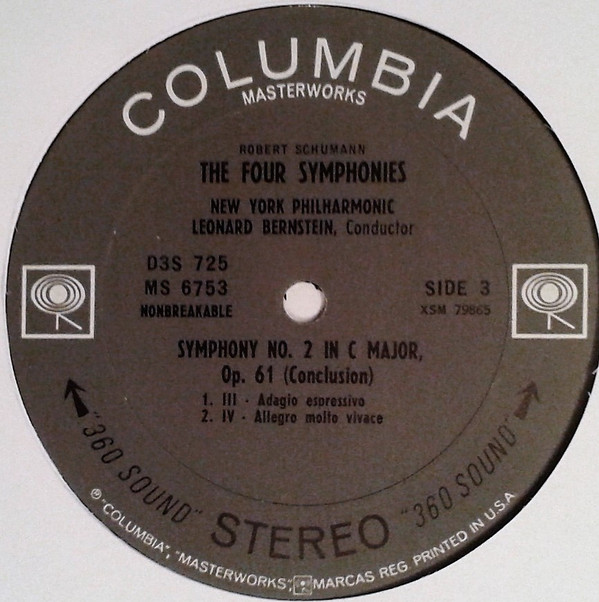 COLUMBIA
MASTERWORKS
ROBERT SCHUMANN
THE FOUR SYMPHONIES
NEW YORK PHILHARMONIC
LEONARD BERNSTEIN, Conductor
D3S 725
MS 6753
NONBREAKABLE
SIDE 3
XSM 79865
SYMPHONY NO. 2 IN C MAJOR,
Op. 61 (Conclusion)
1. III - Adagio espressivo
2. IV - Allegro molto vivace
"360 SOUND" STEREO "360 SOUND"
℗"COLUMBIA", "MASTERWORKS", MARCAS REG. PRINTED IN U.S.A